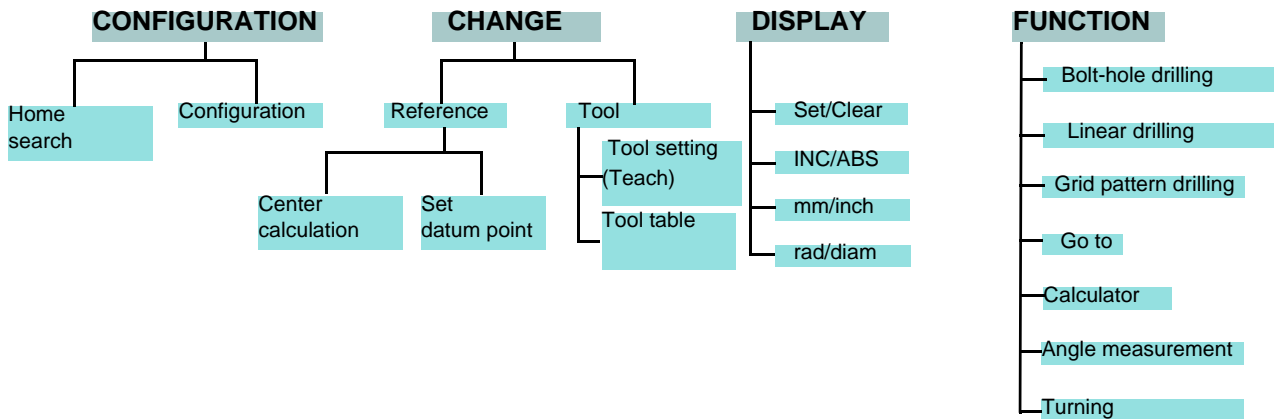 CONFIGURATION
CHANGE
DISPLAY
FUNCTION
Home
search
Configuration
Reference
Tool
Center
calculation
Set
datum point
Tool setting
(Teach)
Tool table
Set/Clear
INC/ABS
mm/inch
rad/diam
Bolt-hole drilling
Linear drilling
Grid pattern drilling
Go to
Calculator
Angle measurement
Turning